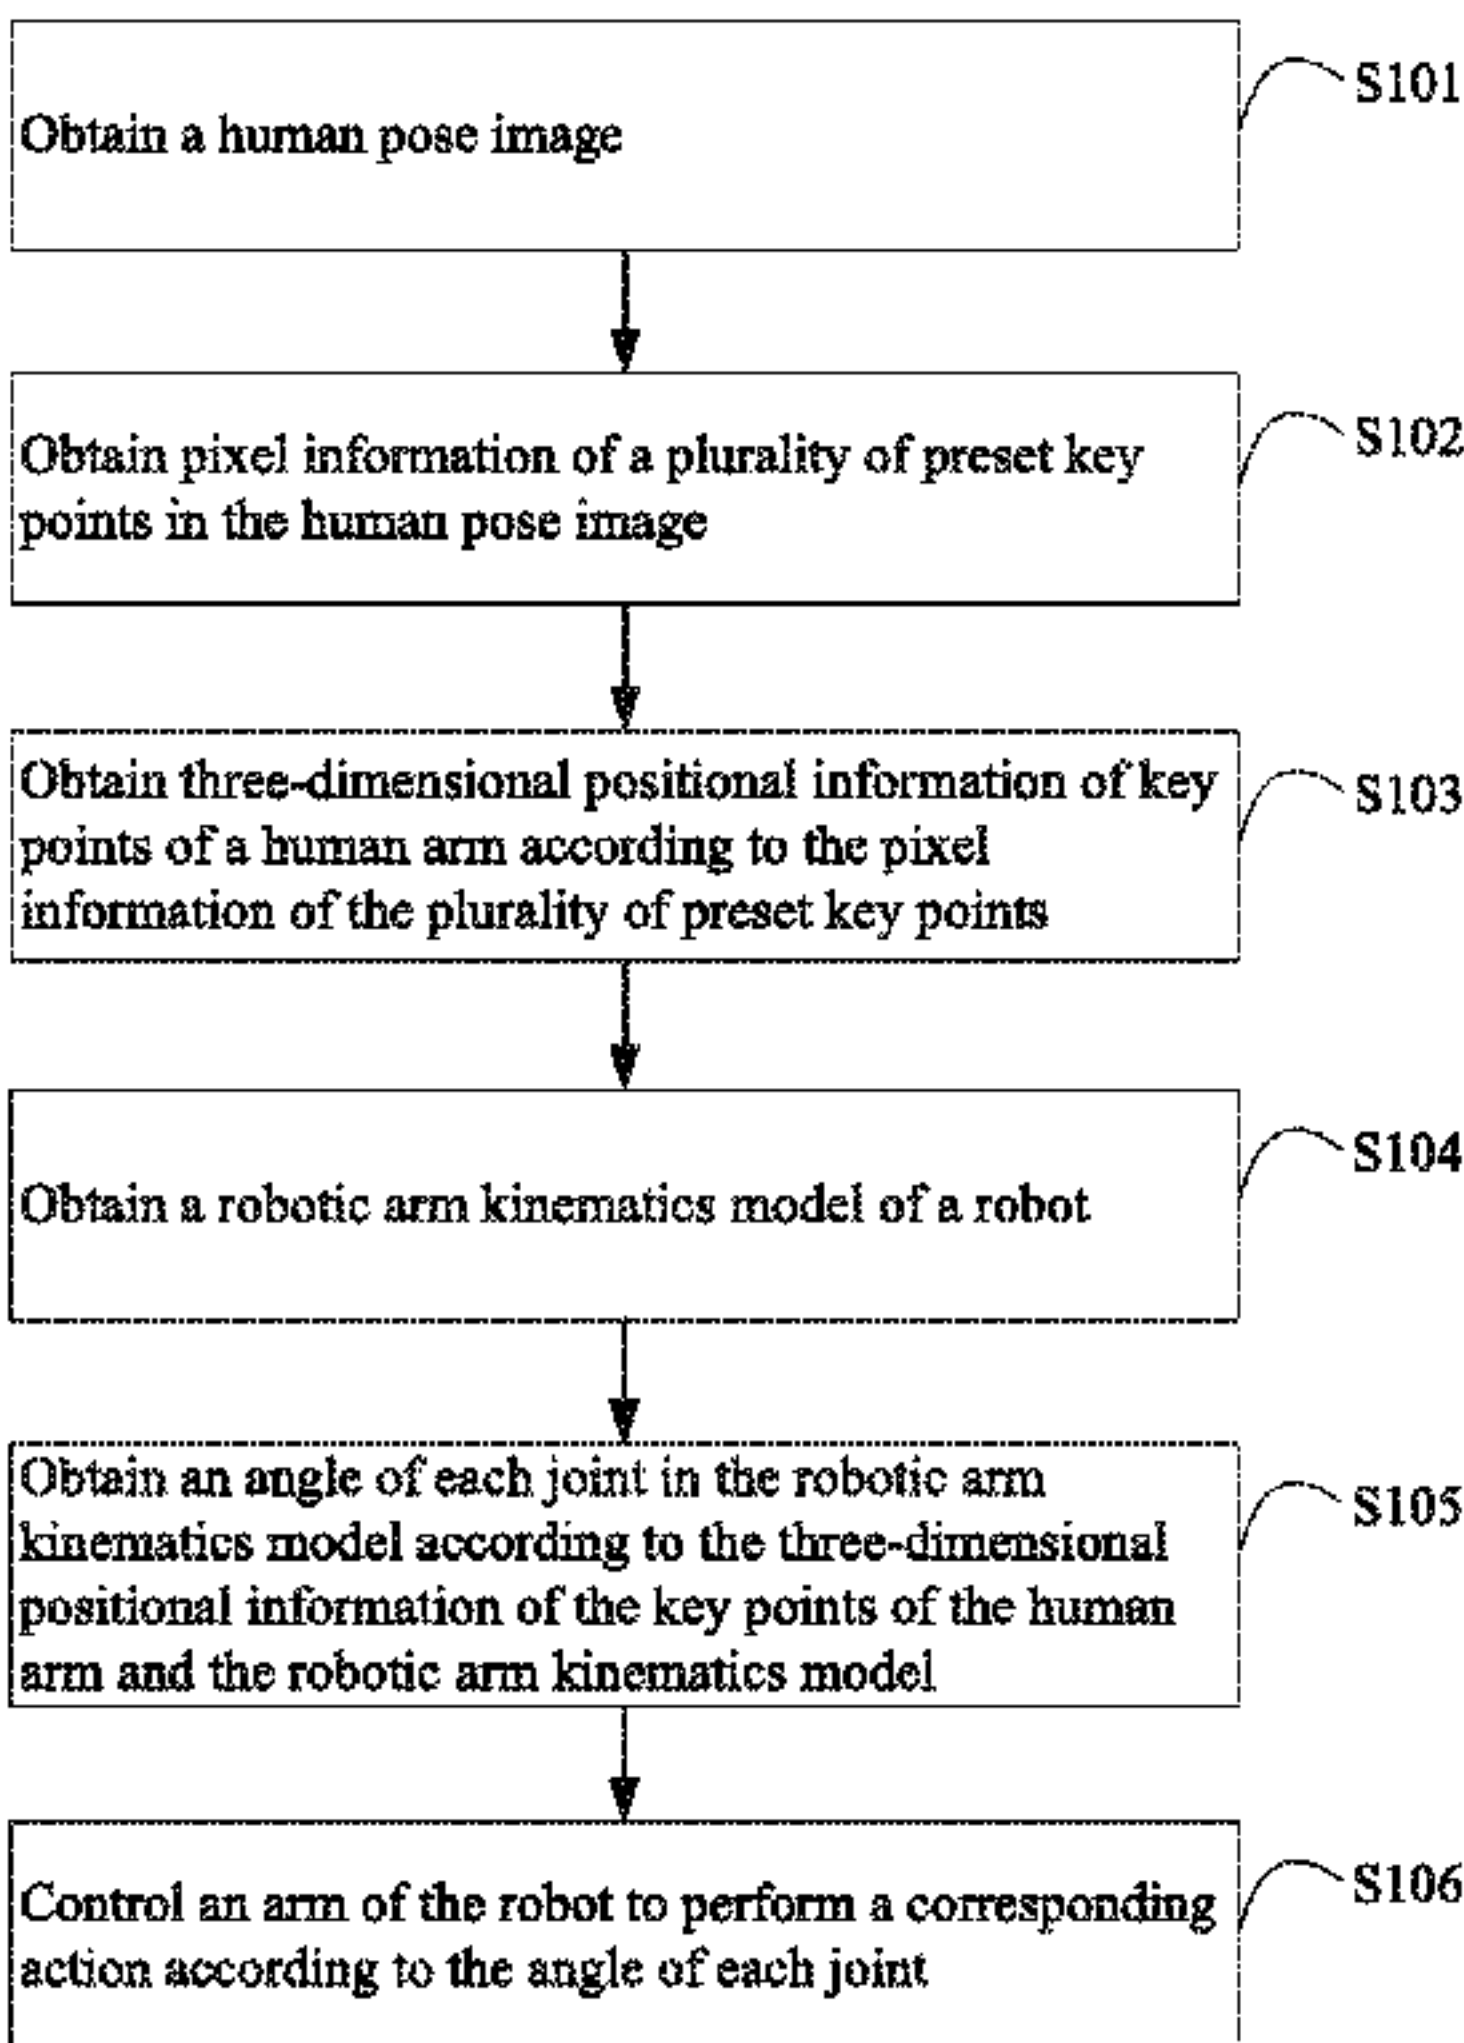 Obtain a human pose image
S101
Obtain pixel information of a plurality of preset key
points in the human pose image
S102
Obtain three-dimensional positional information of key
points of a human arm according to the pixel
information of the plurality of preset key points
S103
Obtain a robotic arm kinematics model of a robot
S104
Obtain an angle of each joint in the robotic arm
kinematics model according to the three-dimensional
positional information of the key points of the human
arm and the robotic arm kinematics model
S105
Control an arm of the robot to perform a corresponding
action according to the angle of each joint
S106